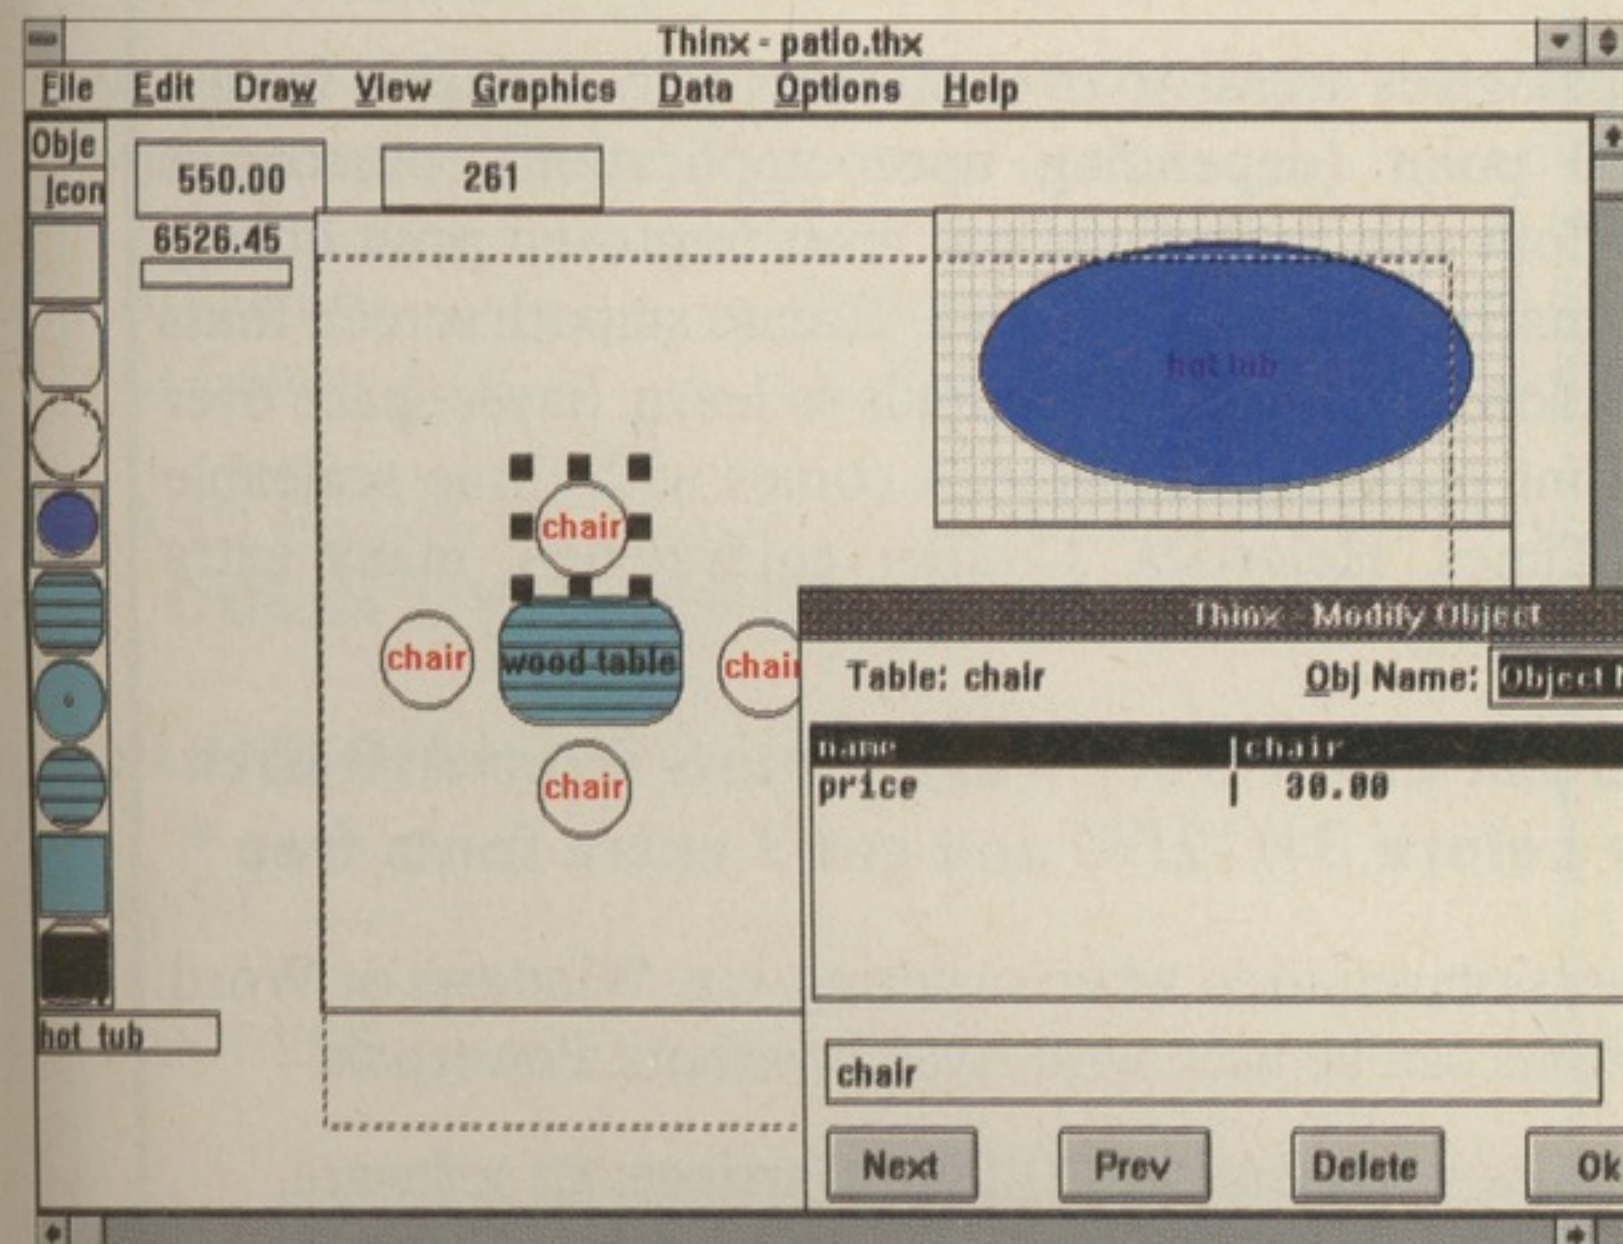 Thinx - patio.thx
File Edit Draw View Graphics Data Options Help
Obje
Icon
550.00
261
6526.45
hot tub
chair
chair
wood table
chair
chair
hot tub
Thinx - Modify Object
Table: chair
Obj Name:
Object
name | chair
price | 30.00
chair
Next Prev Delete Ok